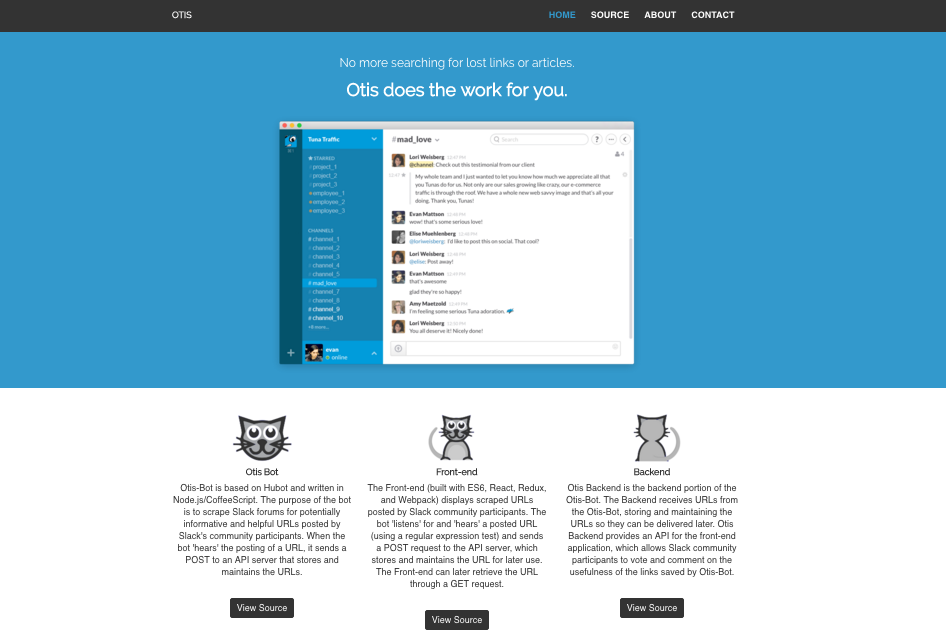 OTIS
HOME SOURCE ABOUT CONTACT
No more searching for lost links or articles.
Otis does the work for you.
Tuna Traffic
STARRED
project_1
project_2
project_3
employee_1
employee_2
employee_3
CHANNELS
# channel_1
channel_2
channel_3
channel_4
channel_5
# mad_love
channel_7
channel_8
# channel_9
# channel_10
+8 more...
evan
online
#mad_love
Search
4
Lori Weisberg 12:47 PM
@channel: Check out this testimonial from our client
12:47
My whole team and I just wanted to let you know how much we appreciate all that
you Tunas do for us. Not only are our sales growing like crazy, our e-commerce
traffic is through the roof. We have a whole new web savvy image and that's all your
doing. Thank you, Tunas!
Evan Mattson
wow! that's some serious love!
Elise Muehlenberg
@loriweisberg: I'd like to post this on social. That cool?
Lori Weisberg
@elise: Post away!
Evan Mattson
that's awesome
glad they're so happy!
Amy Maetzold
I'm feeling some serious Tuna adoration.
Lori Weisberg
You all deserve it! Nicely done!
Otis Bot
Otis-Bot is based on Hubot and written in
Node.js/CoffeeScript. The purpose of the bot
is to scrape Slack forums for potentially
informative and helpful URLs posted by
Slack's community participants. When the
bot 'hears' the posting of a URL, it sends a
POST to an API server that stores and
maintains the URLs.
View Source
Front-end
The Front-end (built with ES6, React, Redux,
and Webpack) displays scraped URLs
posted by Slack community participants. The
bot 'listens' for and 'hears' a posted URL
(using a regular expression test) and sends
a POST request to the API server, which
stores and maintains the URL for later use.
The Front-end can later retrieve the URL
through a GET request.
View Source
Backend
Otis Backend is the backend portion of the
Otis-Bot. The Backend receives URLs from
the Otis-Bot, storing and maintaining the
URLs so they can be delivered later. Otis
Backend provides an API for the front-end
application, which allows Slack community
participants to vote and comment on the
usefulness of the links saved by Otis-Bot.
View Source